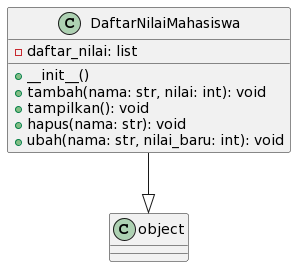 C DaftarNilaiMahasiswa
daftar_nilai: list
__init__()
tambah(nama: str, nilai: int): void
tampilkan(): void
hapus(nama: str): void
ubah(nama: str, nilai_baru: int): void
C object